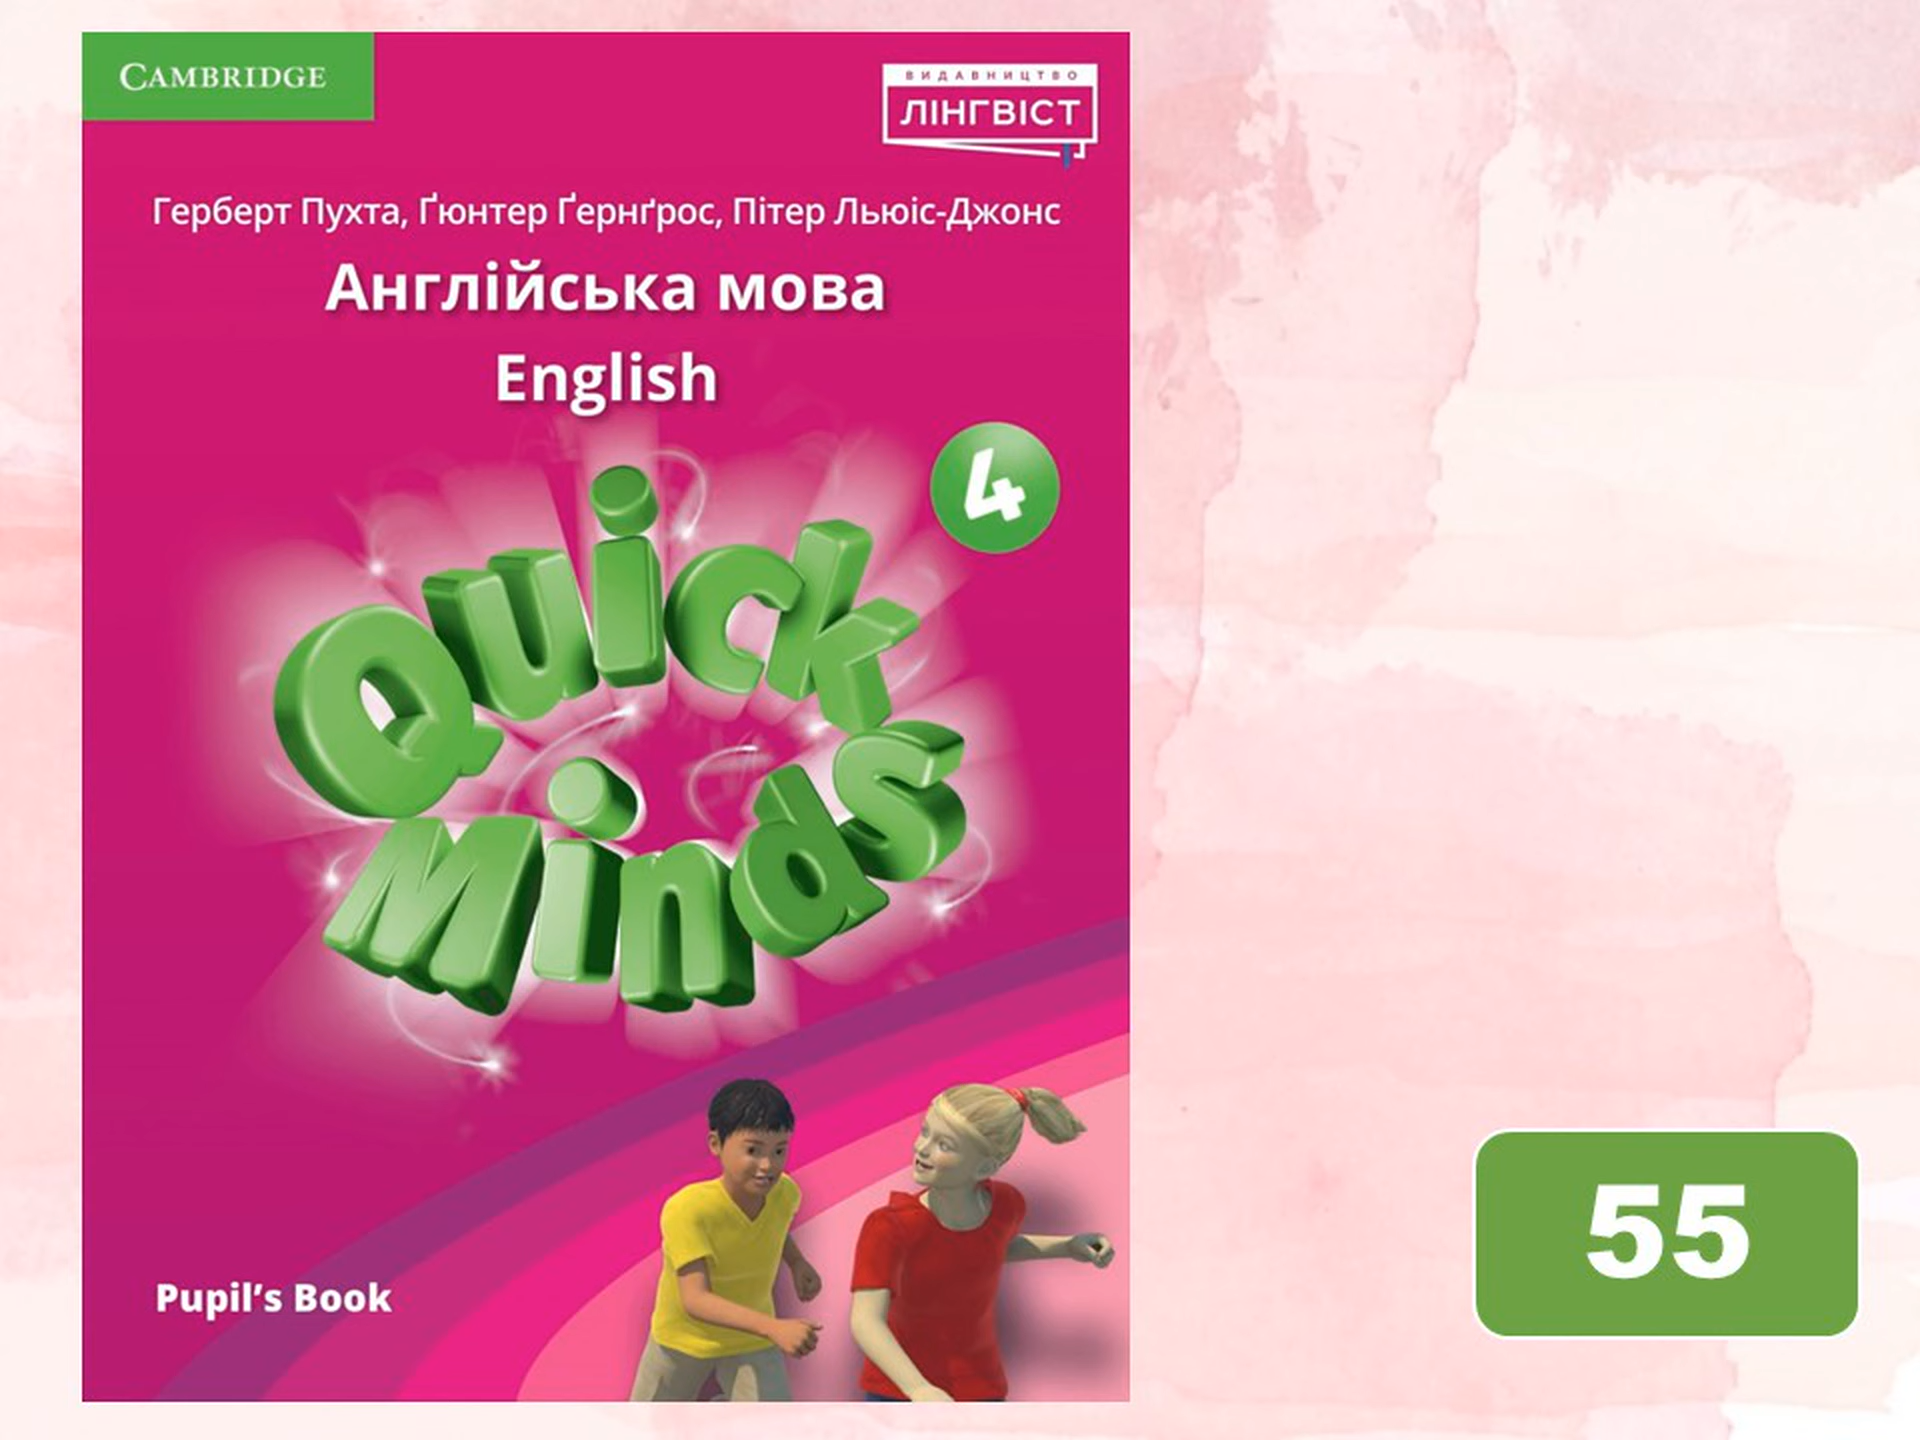 CAMBRIDGE
ВИДАВНИЦТВО
ЛІНГВІСТ
Герберт Пухта, Ґюнтер Ґернґрос, Пітер Льюіс-Джонс
Англійська мова
English
4
Quick
Minds
Pupil's Book
55